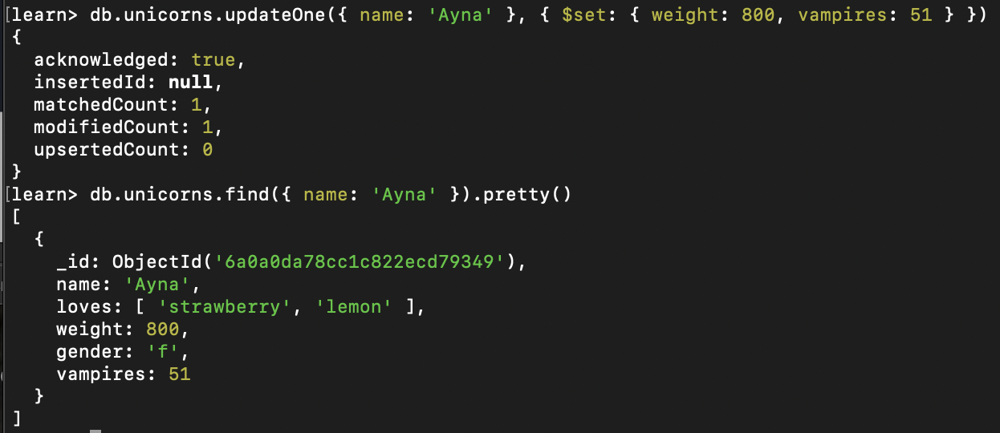 [learn> db.unicorns.updateOne({ name: 'Ayna' }, { $set: { weight: 800, vampires: 51 } })
{
  acknowledged: true,
  insertedId: null,
  matchedCount: 1,
  modifiedCount: 1,
  upsertedCount: 0
}
[learn> db.unicorns.find({ name: 'Ayna' }).pretty()
[
  {
    _id: ObjectId('6a0a0da78cc1c822ecd79349'),
    name: 'Ayna',
    loves: [ 'strawberry', 'lemon' ],
    weight: 800,
    gender: 'f',
    vampires: 51
  }
]